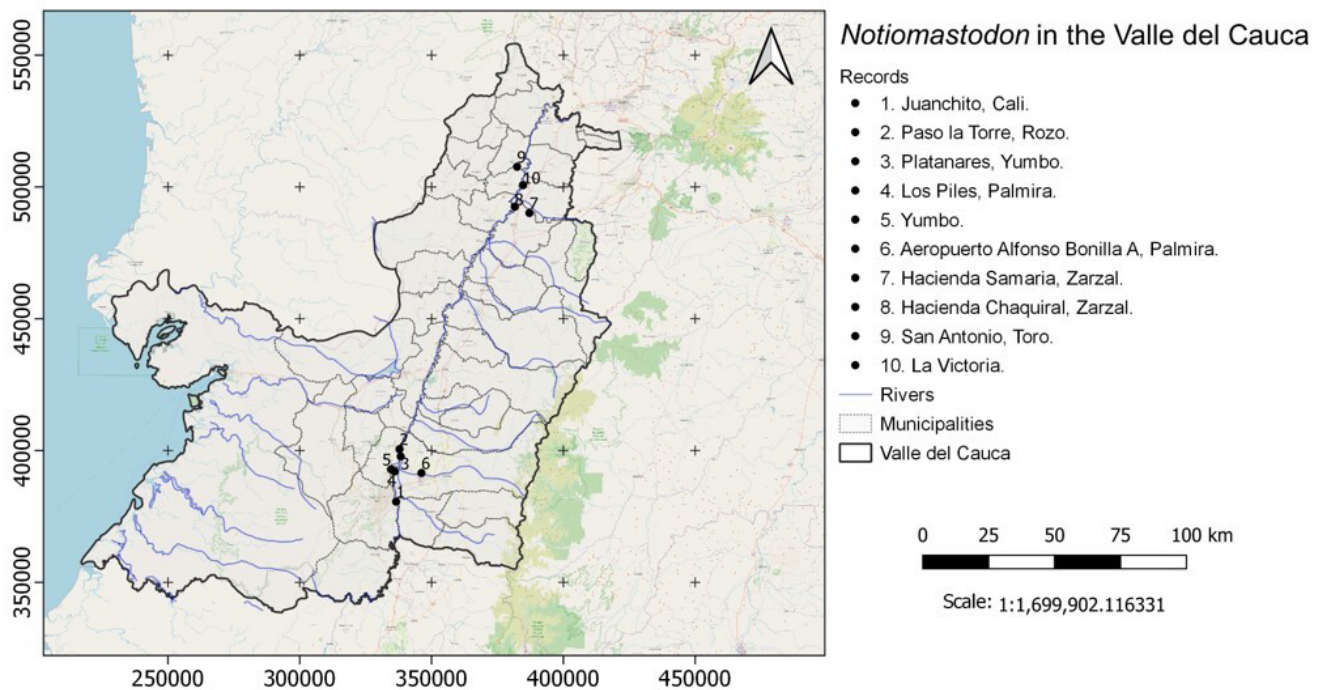 Notiomastodon in the Valle del Cauca
Records
1. Juanchito, Cali.
2. Paso la Torre, Rozo.
3. Platanares, Yumbo.
4. Los Piles, Palmira.
5. Yumbo.
6. Aeropuerto Alfonso Bonilla A, Palmira.
7. Hacienda Samaria, Zarzal.
8. Hacienda Chaquiral, Zarzal.
9. San Antonio, Toro.
10. La Victoria.
Rivers
Municipalities
Valle del Cauca
0 25 50 75 100 km
Scale: 1:1,699,902.116331
550000
500000
450000
400000
350000
250000 300000 350000 400000 450000
9
10
8 7
2
5 3 6
4
1